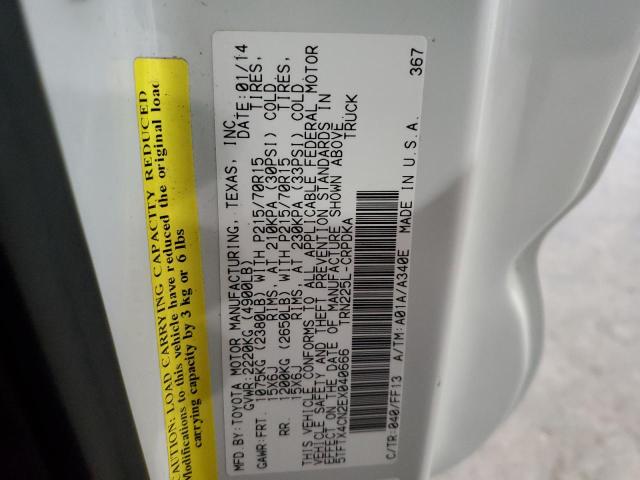 CAUTION: LOAD CARRYING CAPACITY REDUCED
Modifications to this vehicle have reduced the original load
carrying capacity by 3 kg or 6 lbs
MFD BY: TOYOTA MOTOR MANUFACTURING, TEXAS, INC
DATE: 01/14
GVWR: 2220KG (4900LB)
GAWR: FRT. 1075KG (2380LB) WITH P215/70R15 TIRES,
15X6J RIMS, AT 210KPA (30PSI) COLD
RR. 1200KG (2650LB) WITH P215/70R15 TIRES,
15X6J RIMS, AT 230KPA (33PSI) COLD
THIS VEHICLE CONFORMS TO ALL APPLICABLE FEDERAL MOTOR
VEHICLE SAFETY AND THEFT PREVENTION STANDARDS IN
EFFECT ON THE DATE OF MANUFACTURE SHOWN ABOVE.
5TFTX4CN2EX040666 TRUCK
TRN225L-CRPDKA
C/TR: 040/FF13 A/TM: A01A/A340E MADE IN U.S.A. 367